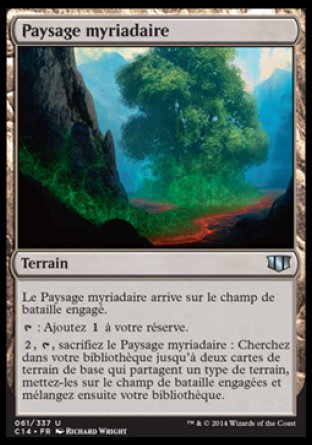 Paysage myriadaire
Terrain
Le Paysage myriadaire arrive sur le champ de
bataille engagé.
: Ajoutez 1 à votre réserve.
2, , sacrifiez le Paysage myriadaire : Cherchez
dans votre bibliothèque jusqu'à deux cartes de
terrain de base qui partagent un type de terrain,
mettez-les sur le champ de bataille engagées et
mélangez ensuite votre bibliothèque.
061/337 U
™ & © 2014 Wizards of the Coast
C14 • FR Richard Wright